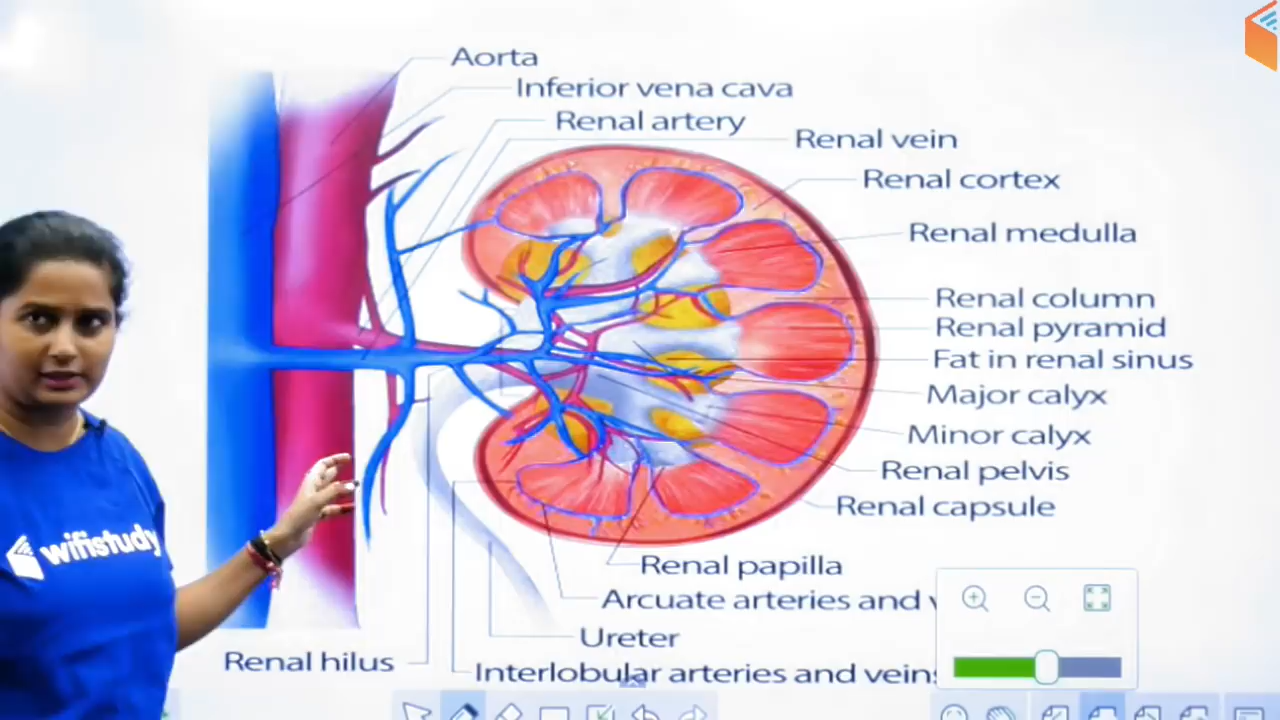 Aorta
Inferior vena cava
Renal artery
Renal vein
Renal cortex
Renal medulla
Renal column
Renal pyramid
Fat in renal sinus
Major calyx
Minor calyx
Renal pelvis
Renal capsule
Renal papilla
Arcuate arteries and v
Ureter
Renal hilus
Interlobular arteries and veins
wifistudy